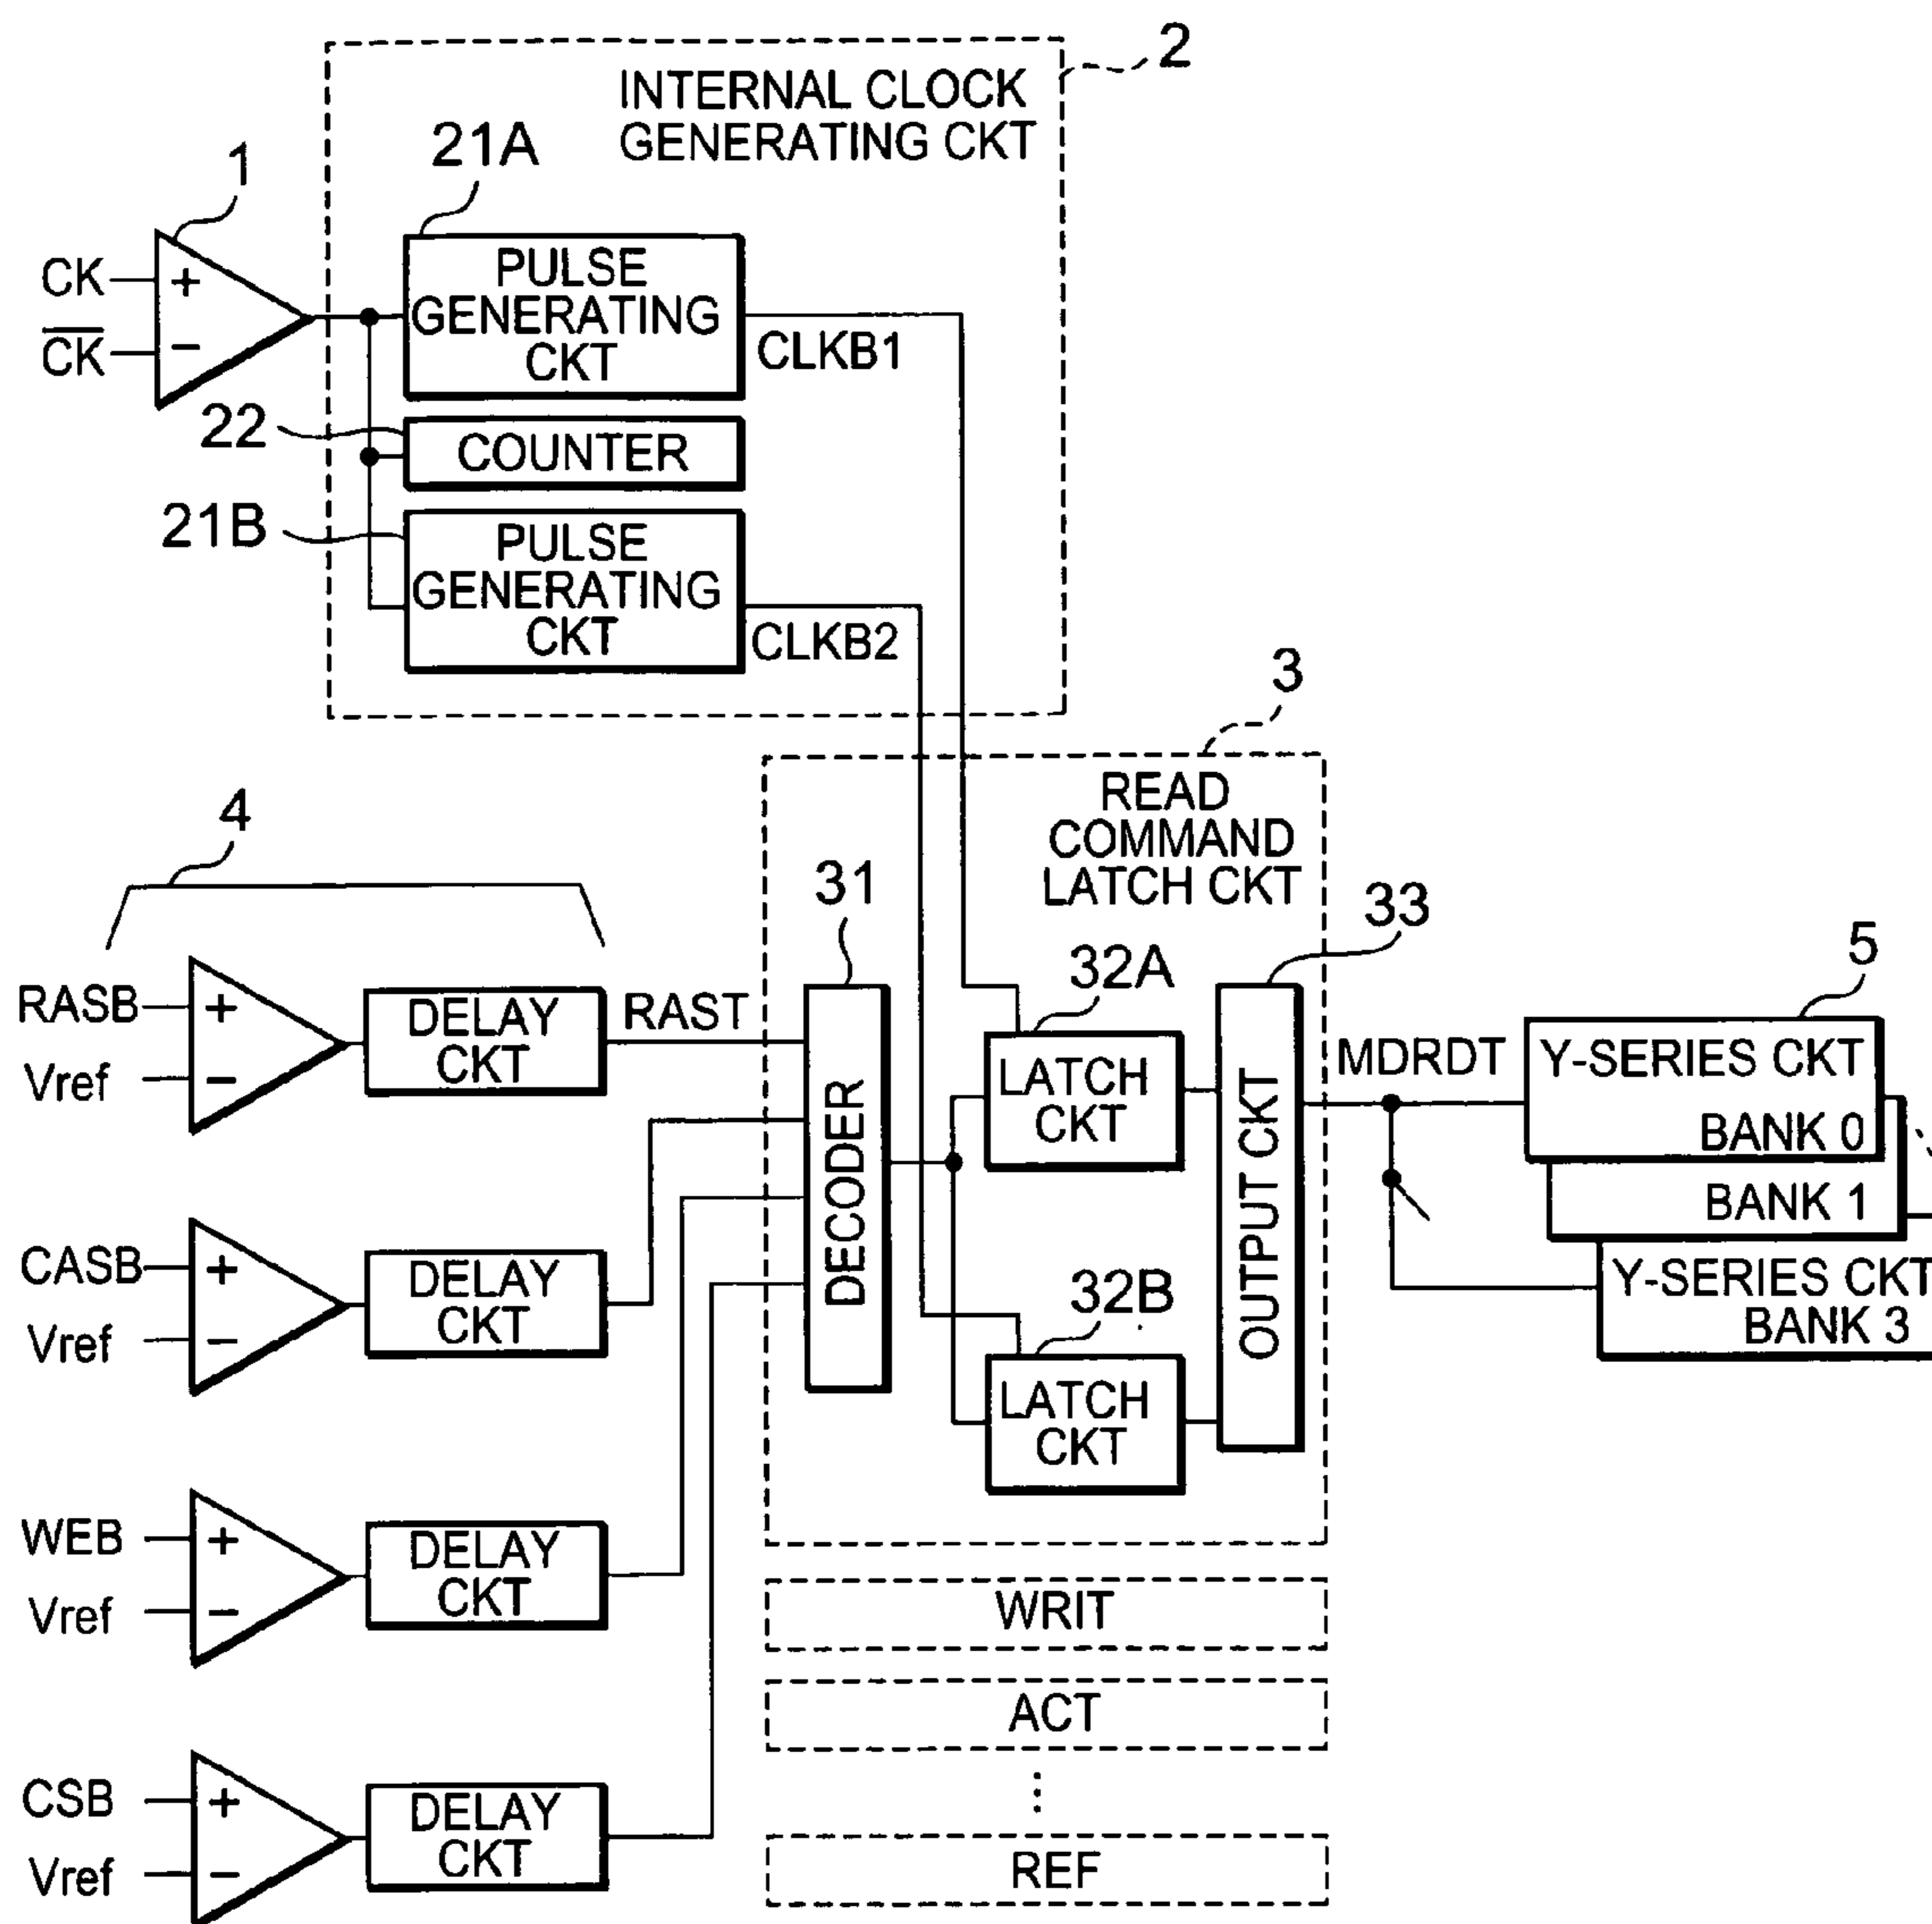 2
INTERNAL CLOCK
GENERATING CKT
21A
1
CK
CK
+
−
PULSE
GENERATING
CKT
CLKB1
22
COUNTER
21B
PULSE
GENERATING
CKT
CLKB2
3
READ
COMMAND
LATCH CKT
4
31
33
32A
5
RASB
Vref
+
−
DELAY
CKT
RAST
DECODER
LATCH
CKT
OUTPUT CKT
MDRDT
Y-SERIES CKT
BANK 0
BANK 1
Y-SERIES CKT
BANK 3
CASB
Vref
+
−
DELAY
CKT
32B
LATCH
CKT
WEB
Vref
+
−
DELAY
CKT
WRIT
ACT
CSB
Vref
+
−
DELAY
CKT
REF